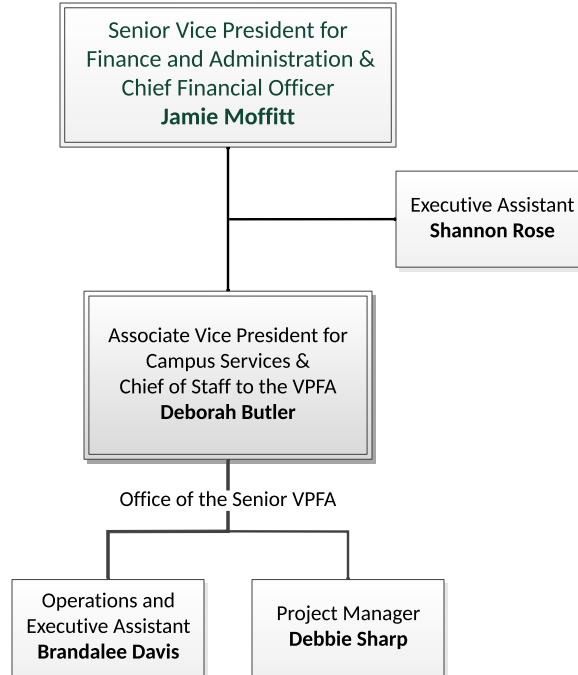 Senior Vice President for
Finance and Administration &
Chief Financial Officer
Jamie Moffitt
Executive Assistant
Shannon Rose
Associate Vice President for
Campus Services &
Chief of Staff to the VPFA
Deborah Butler
Office of the Senior VPFA
Operations and
Executive Assistant
Brandalee Davis
Project Manager
Debbie Sharp